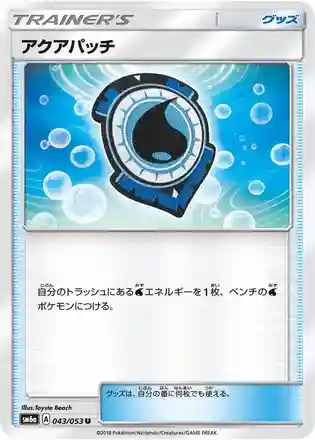 TRAINER'S
グッズ
アクアパッチ
自分のトラッシュにあるエネルギーを1枚、ベンチの
ポケモンにつける。
グッズは、自分の番に何枚でも使える。
Illus.Toyste Beach
SM6a A 043/053 U
©2018 Pokémon/Nintendo/Creatures/GAME FREAK.